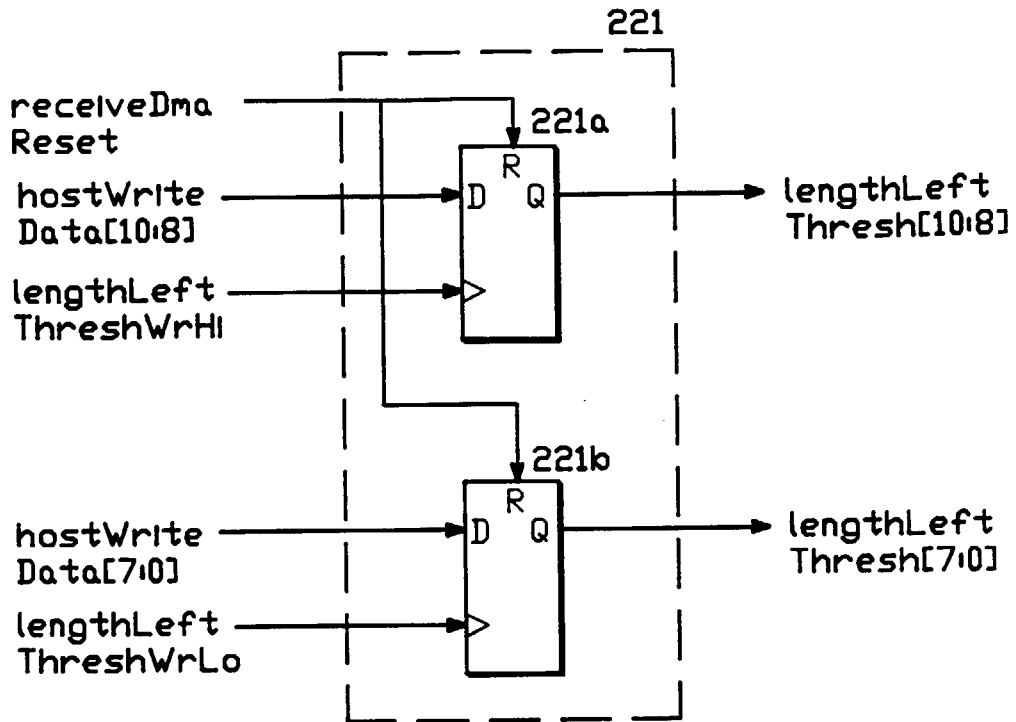 221
receiveDma
Reset
221a
R
hostWrite
Data[10:8]
D Q
lengthLeft
Thresh[10:8]
lengthLeft
ThreshWrHi
221b
R
hostWrite
Data[7:0]
D Q
lengthLeft
Thresh[7:0]
lengthLeft
ThreshWrLo